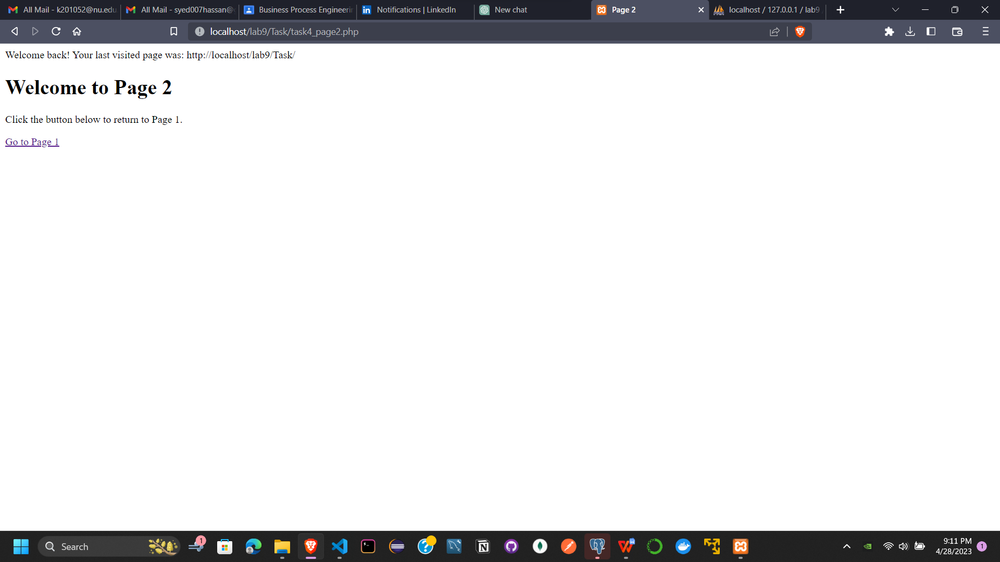 All Mail - k201052@nu.edu
All Mail - syed007hassan@
Business Process Engineerin
Notifications | LinkedIn
New chat
Page 2
localhost / 127.0.0.1 / lab9
localhost/lab9/Task/task4_page2.php
Welcome back! Your last visited page was: http://localhost/lab9/Task/
Welcome to Page 2
Click the button below to return to Page 1.
Go to Page 1
Search
1
9:11 PM
4/28/2023
1